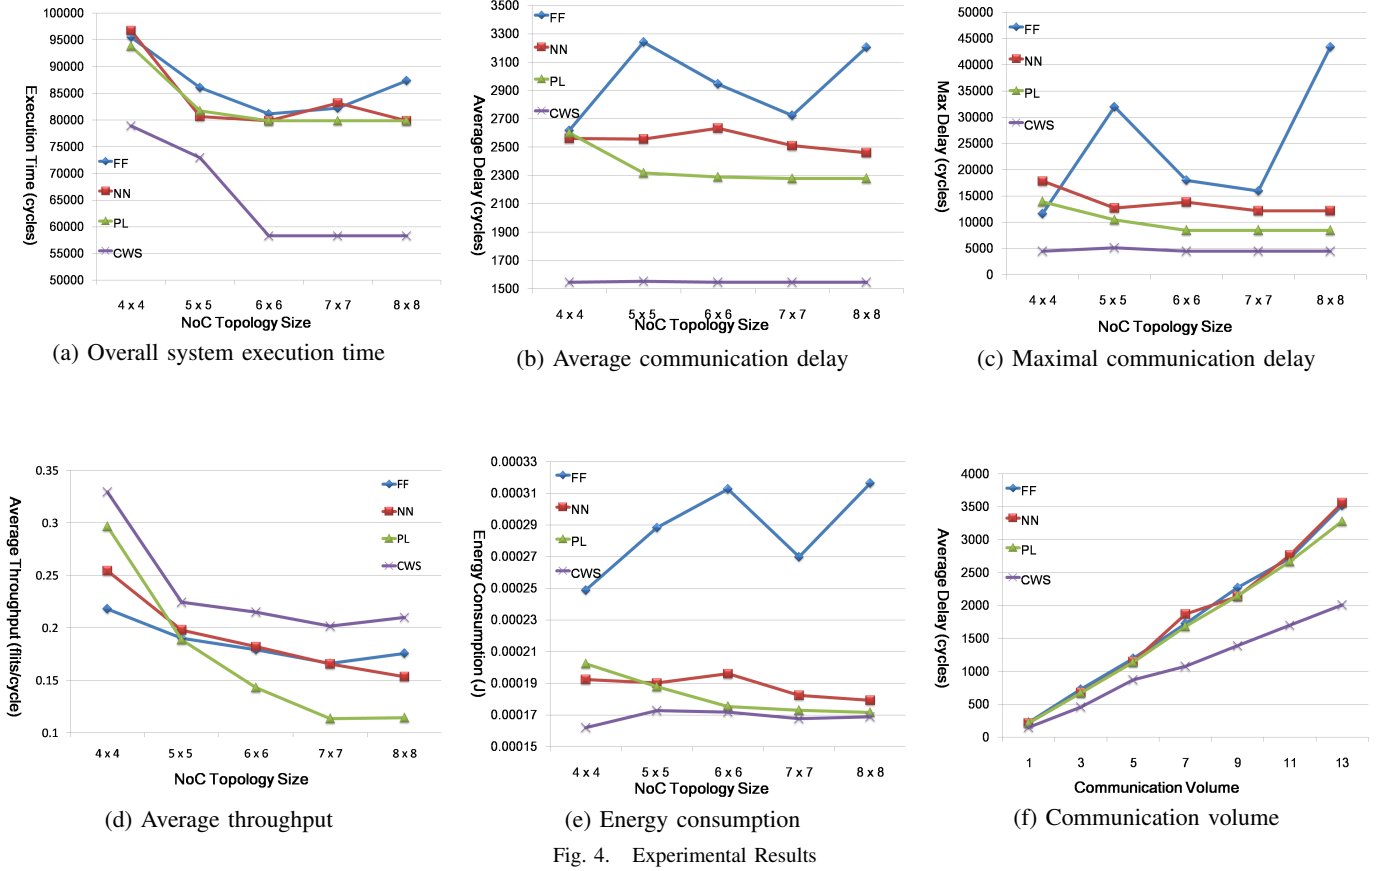 100000
95000
90000
85000
80000
75000
70000
65000
60000
55000
50000
Execution Time (cycles)
FF
NN
PL
CWS
4 x 4
5 x 5
6 x 6
7 x 7
8 x 8
NoC Topology Size
(a) Overall system execution time
3500
3300
3100
2900
2700
2500
2300
2100
1900
1700
1500
Average Delay (cycles)
FF
NN
PL
CWS
4 x 4
5 x 5
6 x 6
7 x 7
8 x 8
NoC Topology Size
(b) Average communication delay
50000
45000
40000
35000
30000
25000
20000
15000
10000
5000
0
Max Delay (cycles)
FF
NN
PL
CWS
4 x 4
5 x 5
6 x 6
7 x 7
8 x 8
NoC Topology Size
(c) Maximal communication delay
0.35
0.3
0.25
0.2
0.15
0.1
Average Throughput (flits/cycle)
FF
NN
PL
CWS
4 x 4
5 x 5
6 x 6
7 x 7
8 x 8
NoC Topology Size
(d) Average throughput
0.00033
0.00031
0.00029
0.00027
0.00025
0.00023
0.00021
0.00019
0.00017
0.00015
Energy Consumption (J)
FF
NN
PL
CWS
4 x 4
5 x 5
6 x 6
7 x 7
8 x 8
NoC Topology Size
(e) Energy consumption
4000
3500
3000
2500
2000
1500
1000
500
0
Average Delay (cycles)
FF
NN
PL
CWS
1
3
5
7
9
11
13
Communication Volume
(f) Communication volume
Fig. 4. Experimental Results